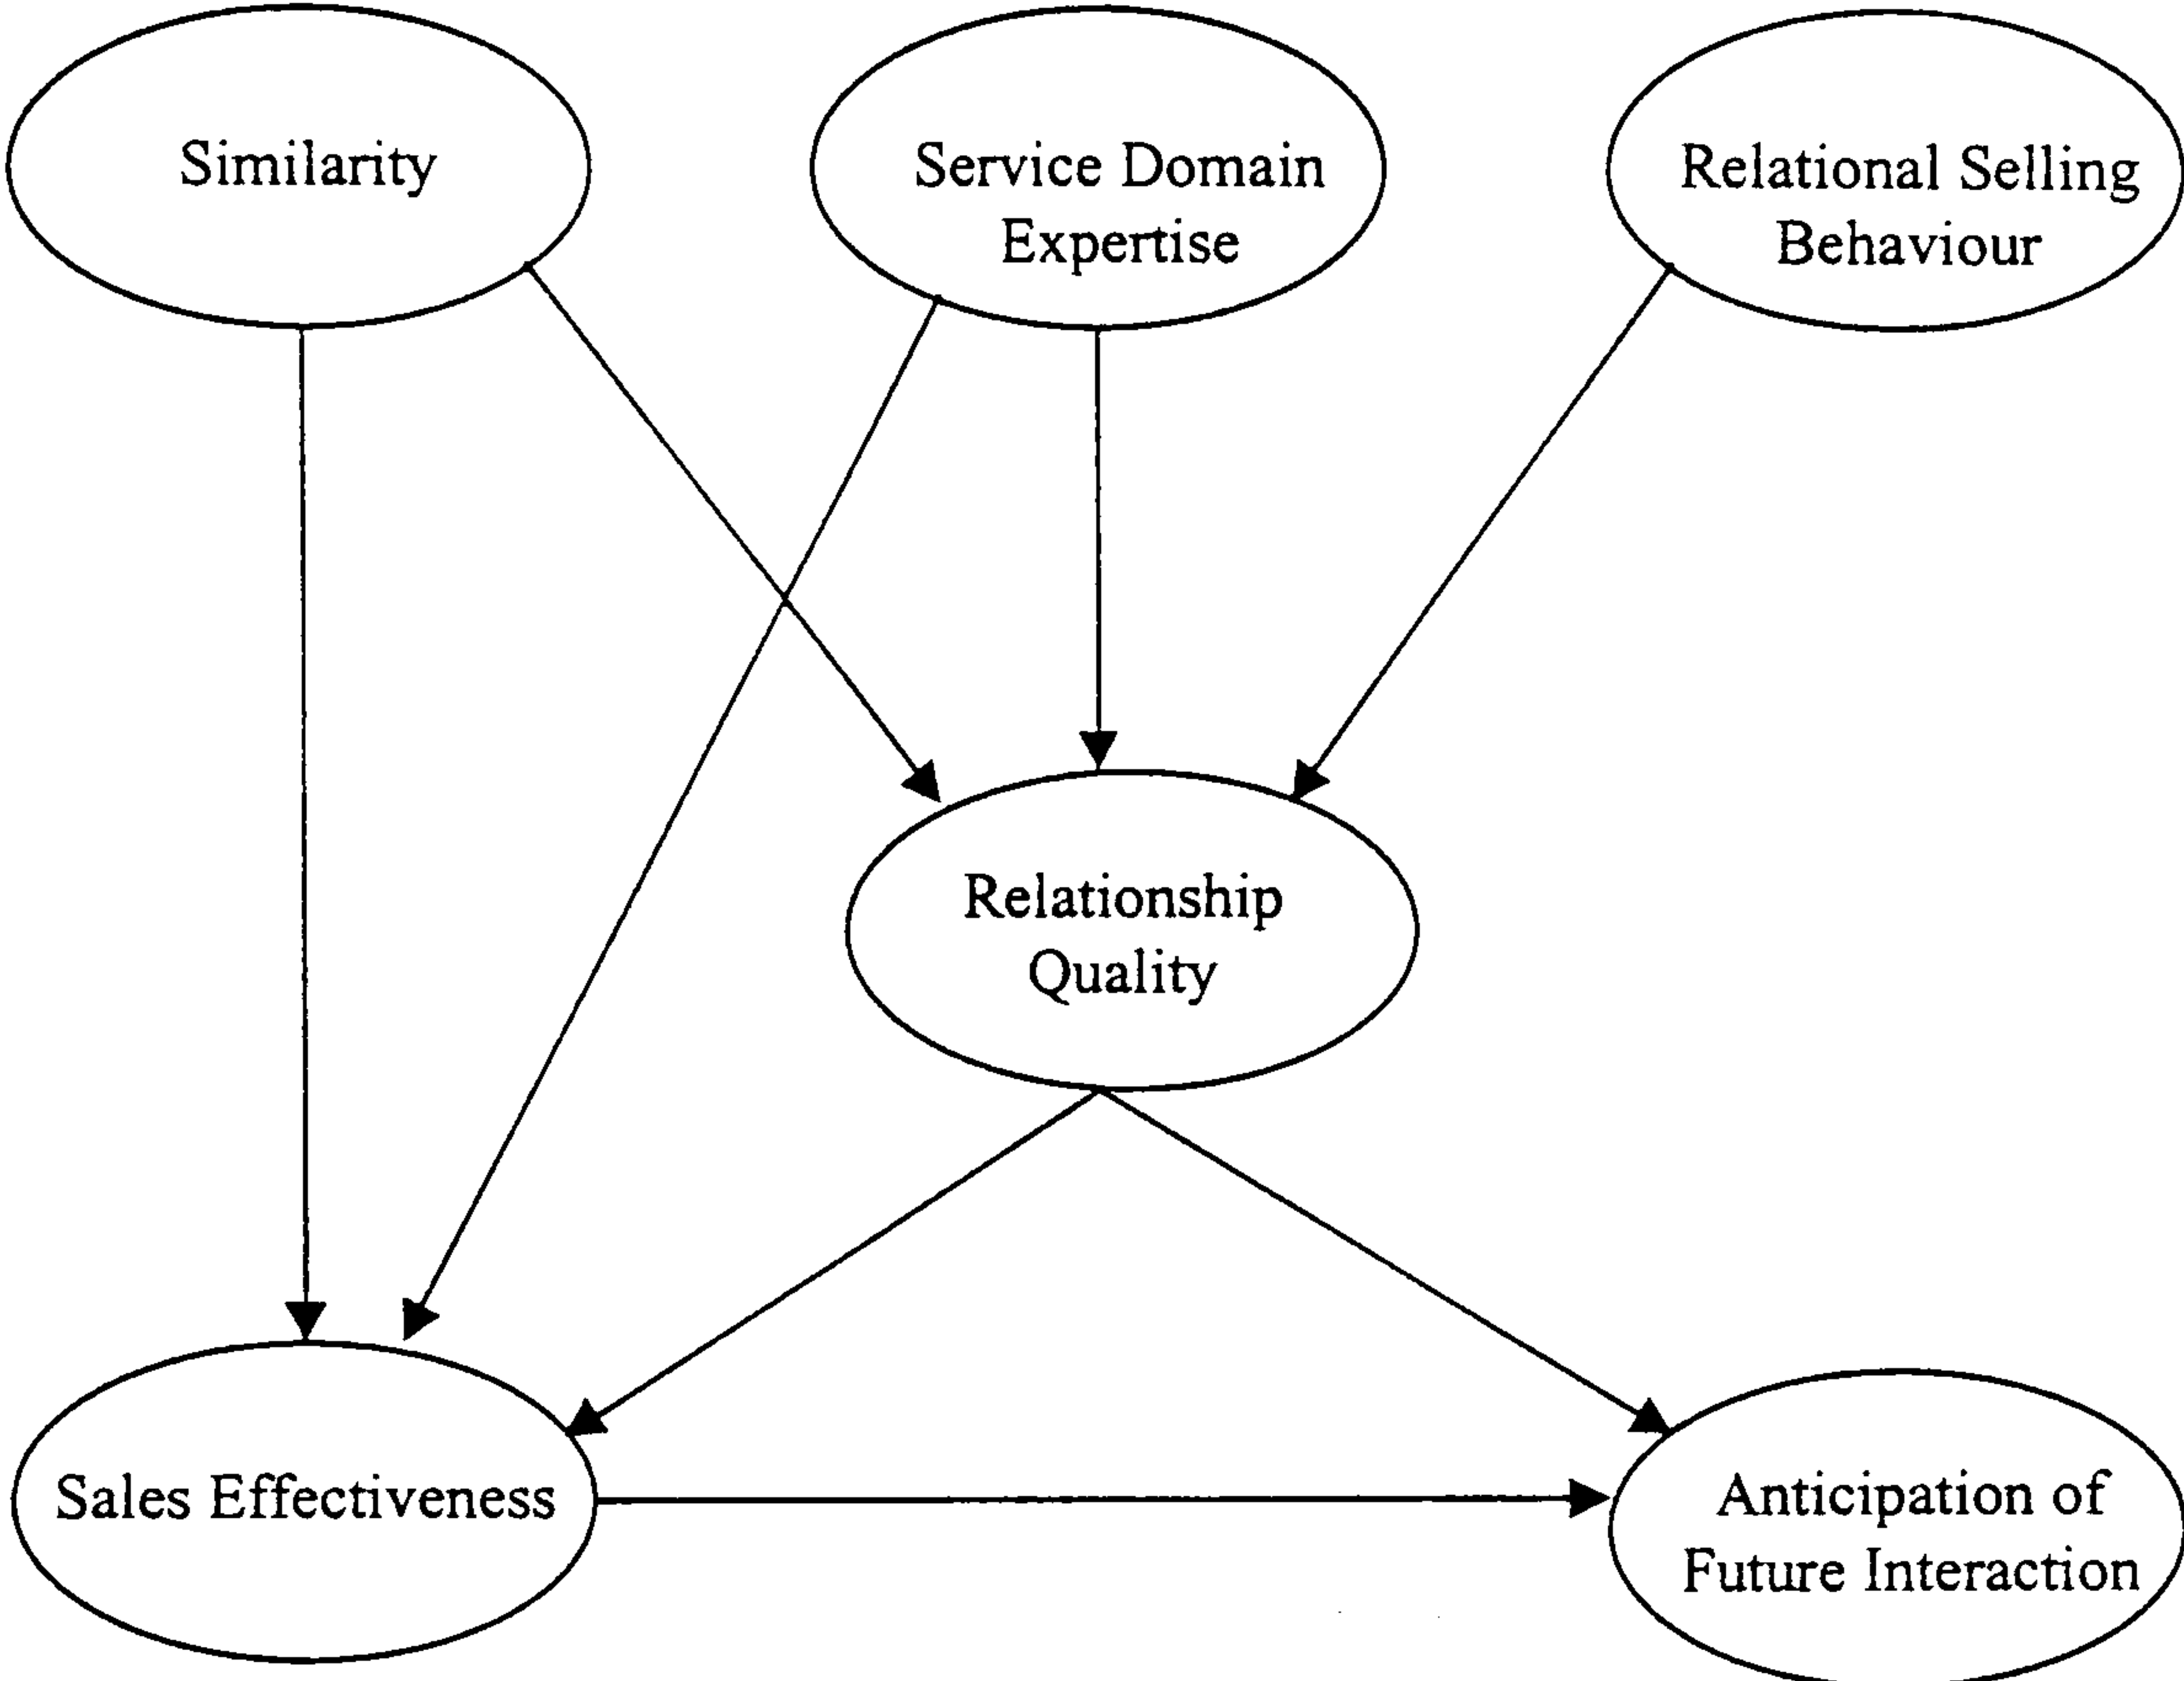 Similarity
Service Domain
Expertise
Relational Selling
Behaviour
Relationship
Quality
Sales Effectiveness
Anticipation of
Future Interaction